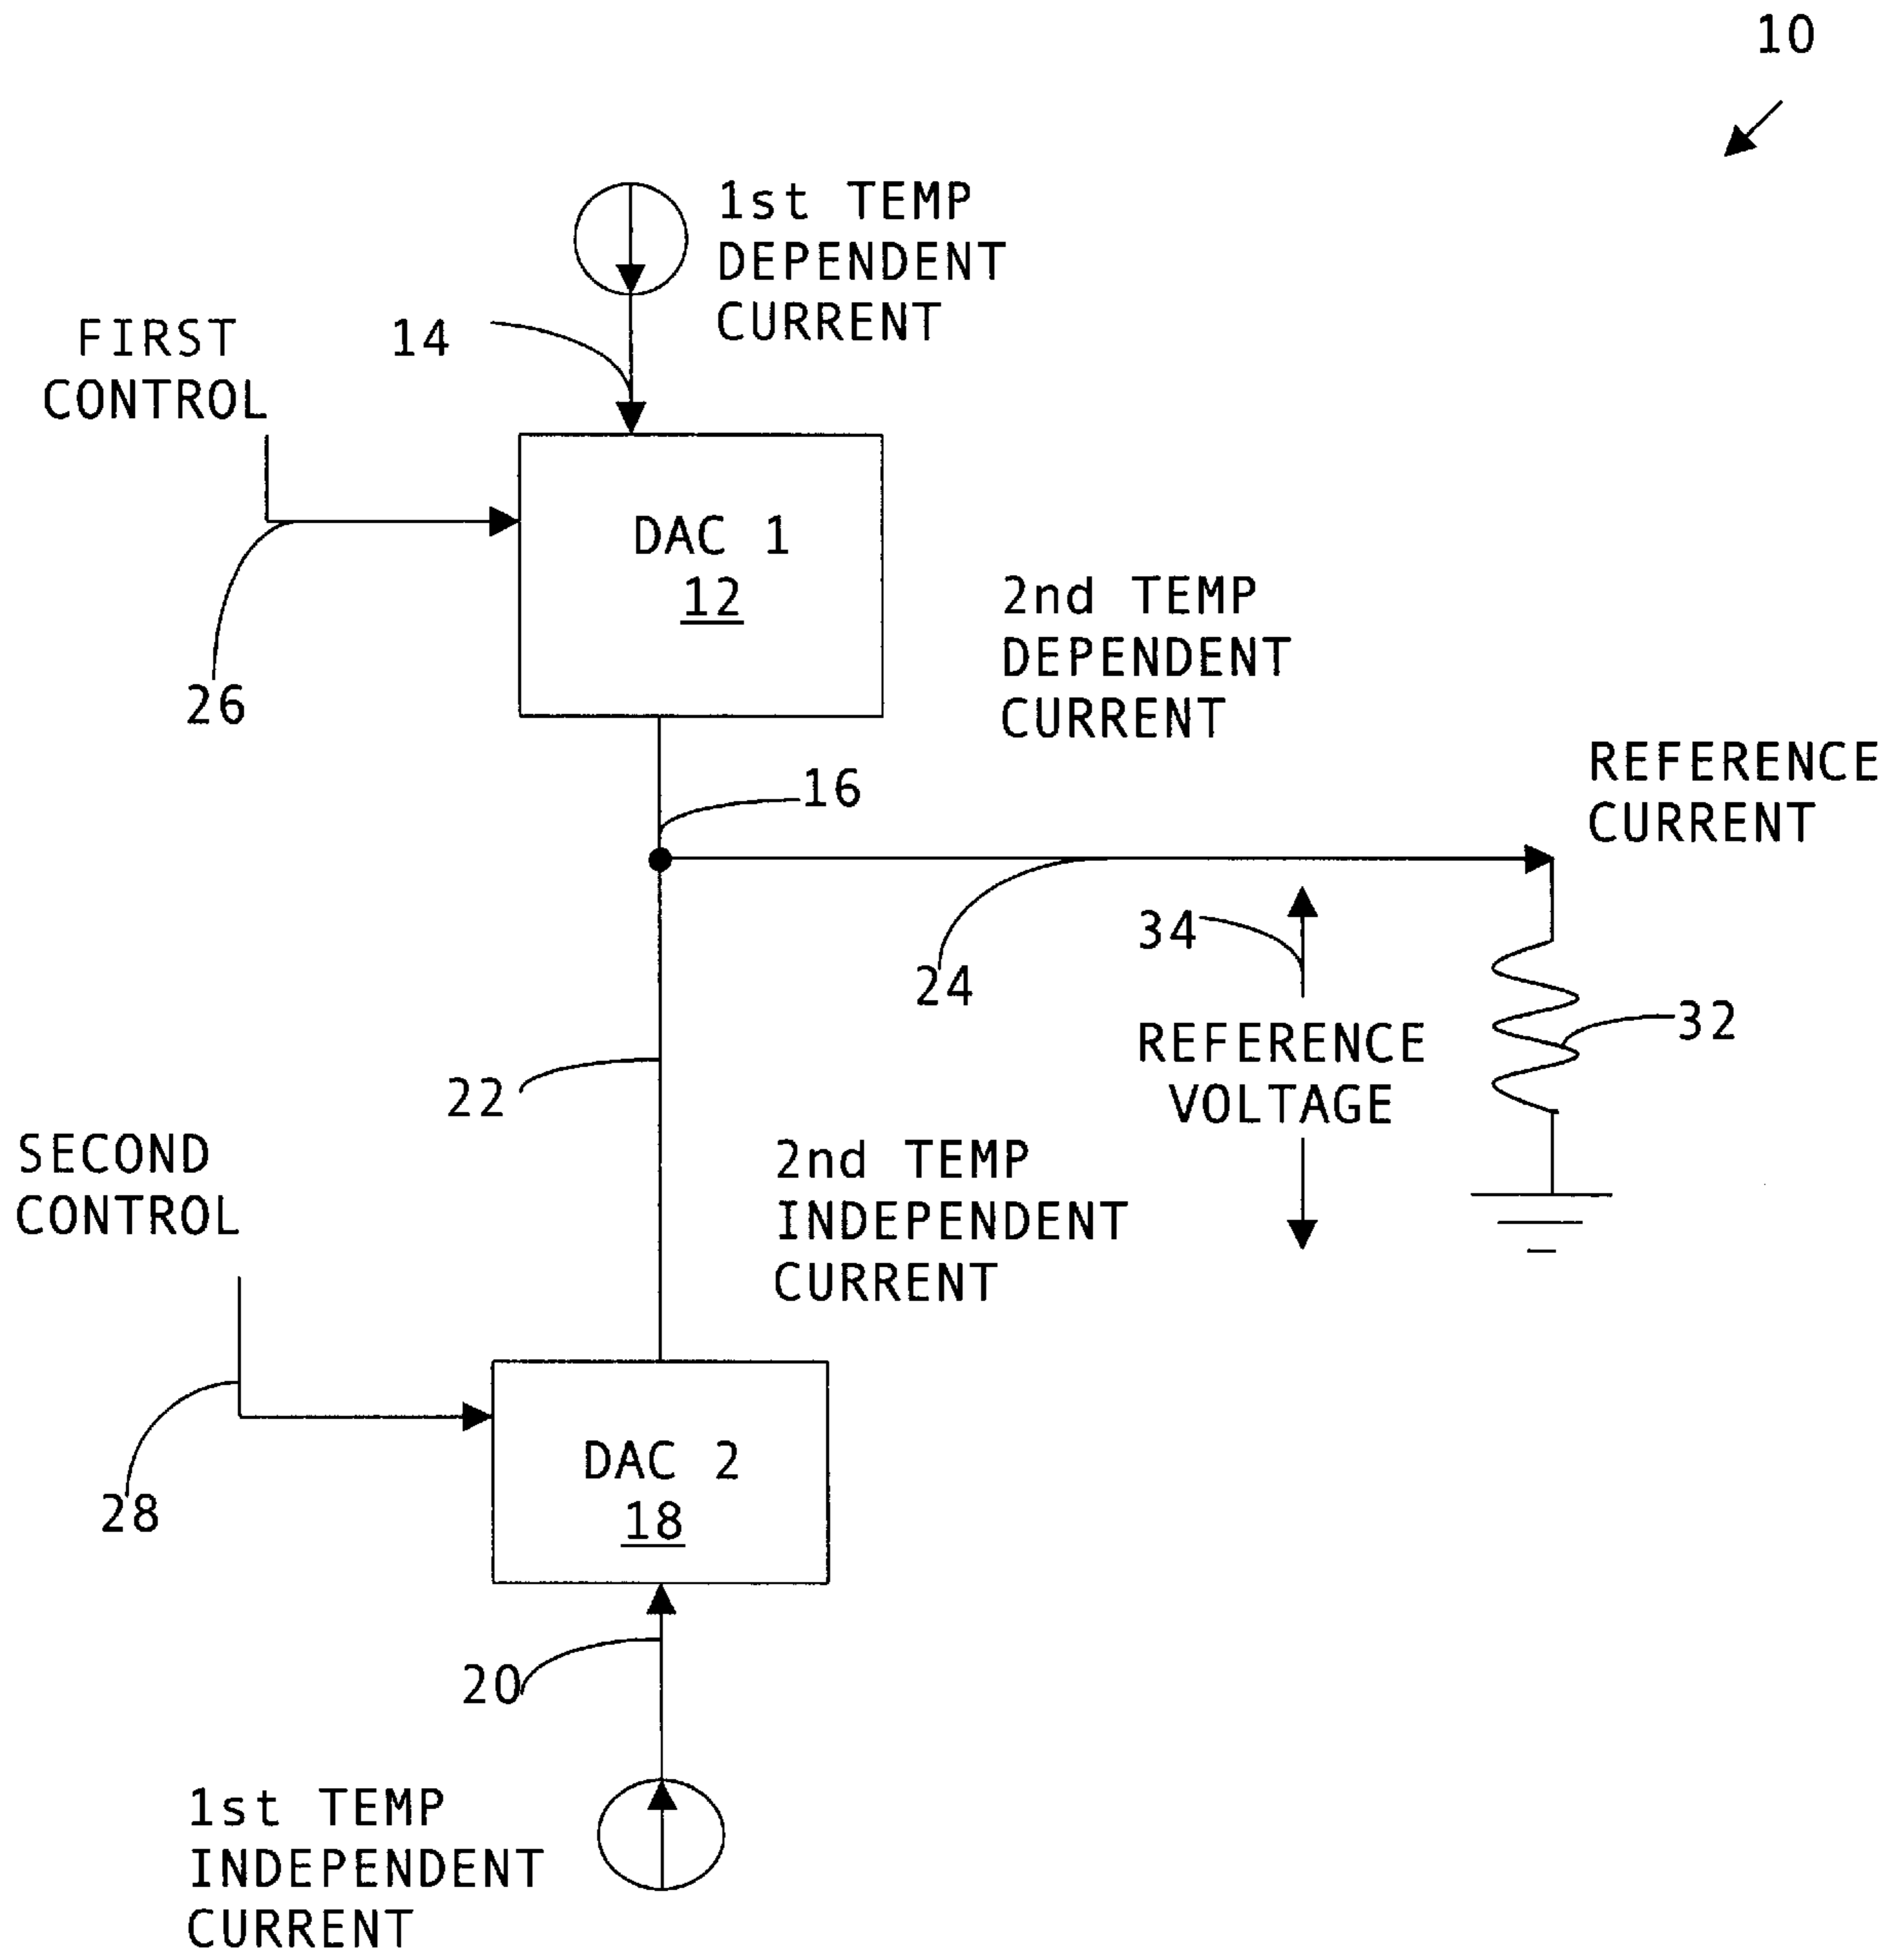 10
1st TEMP
DEPENDENT
CURRENT
FIRST
CONTROL
14
DAC 1
12
26
2nd TEMP
DEPENDENT
CURRENT
16
REFERENCE
CURRENT
34
24
REFERENCE
VOLTAGE
32
22
SECOND
CONTROL
2nd TEMP
INDEPENDENT
CURRENT
DAC 2
18
28
20
1st TEMP
INDEPENDENT
CURRENT